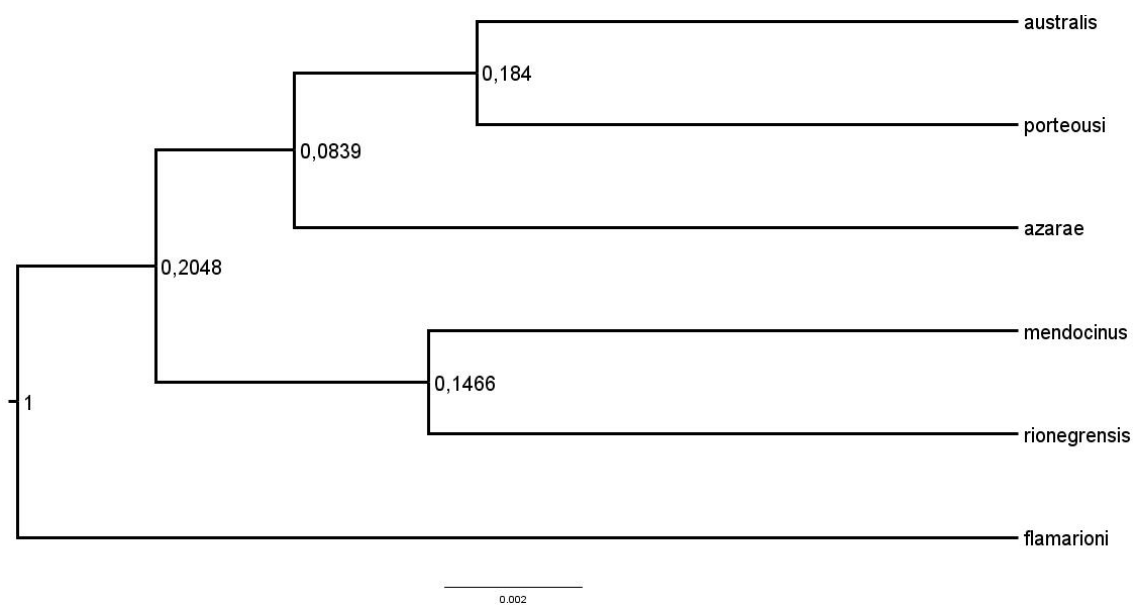 australis
0,184
porteousi
0,0839
azarae
0,2048
mendocinus
0,1466
1
rionegrensis
flamarioni
0.002